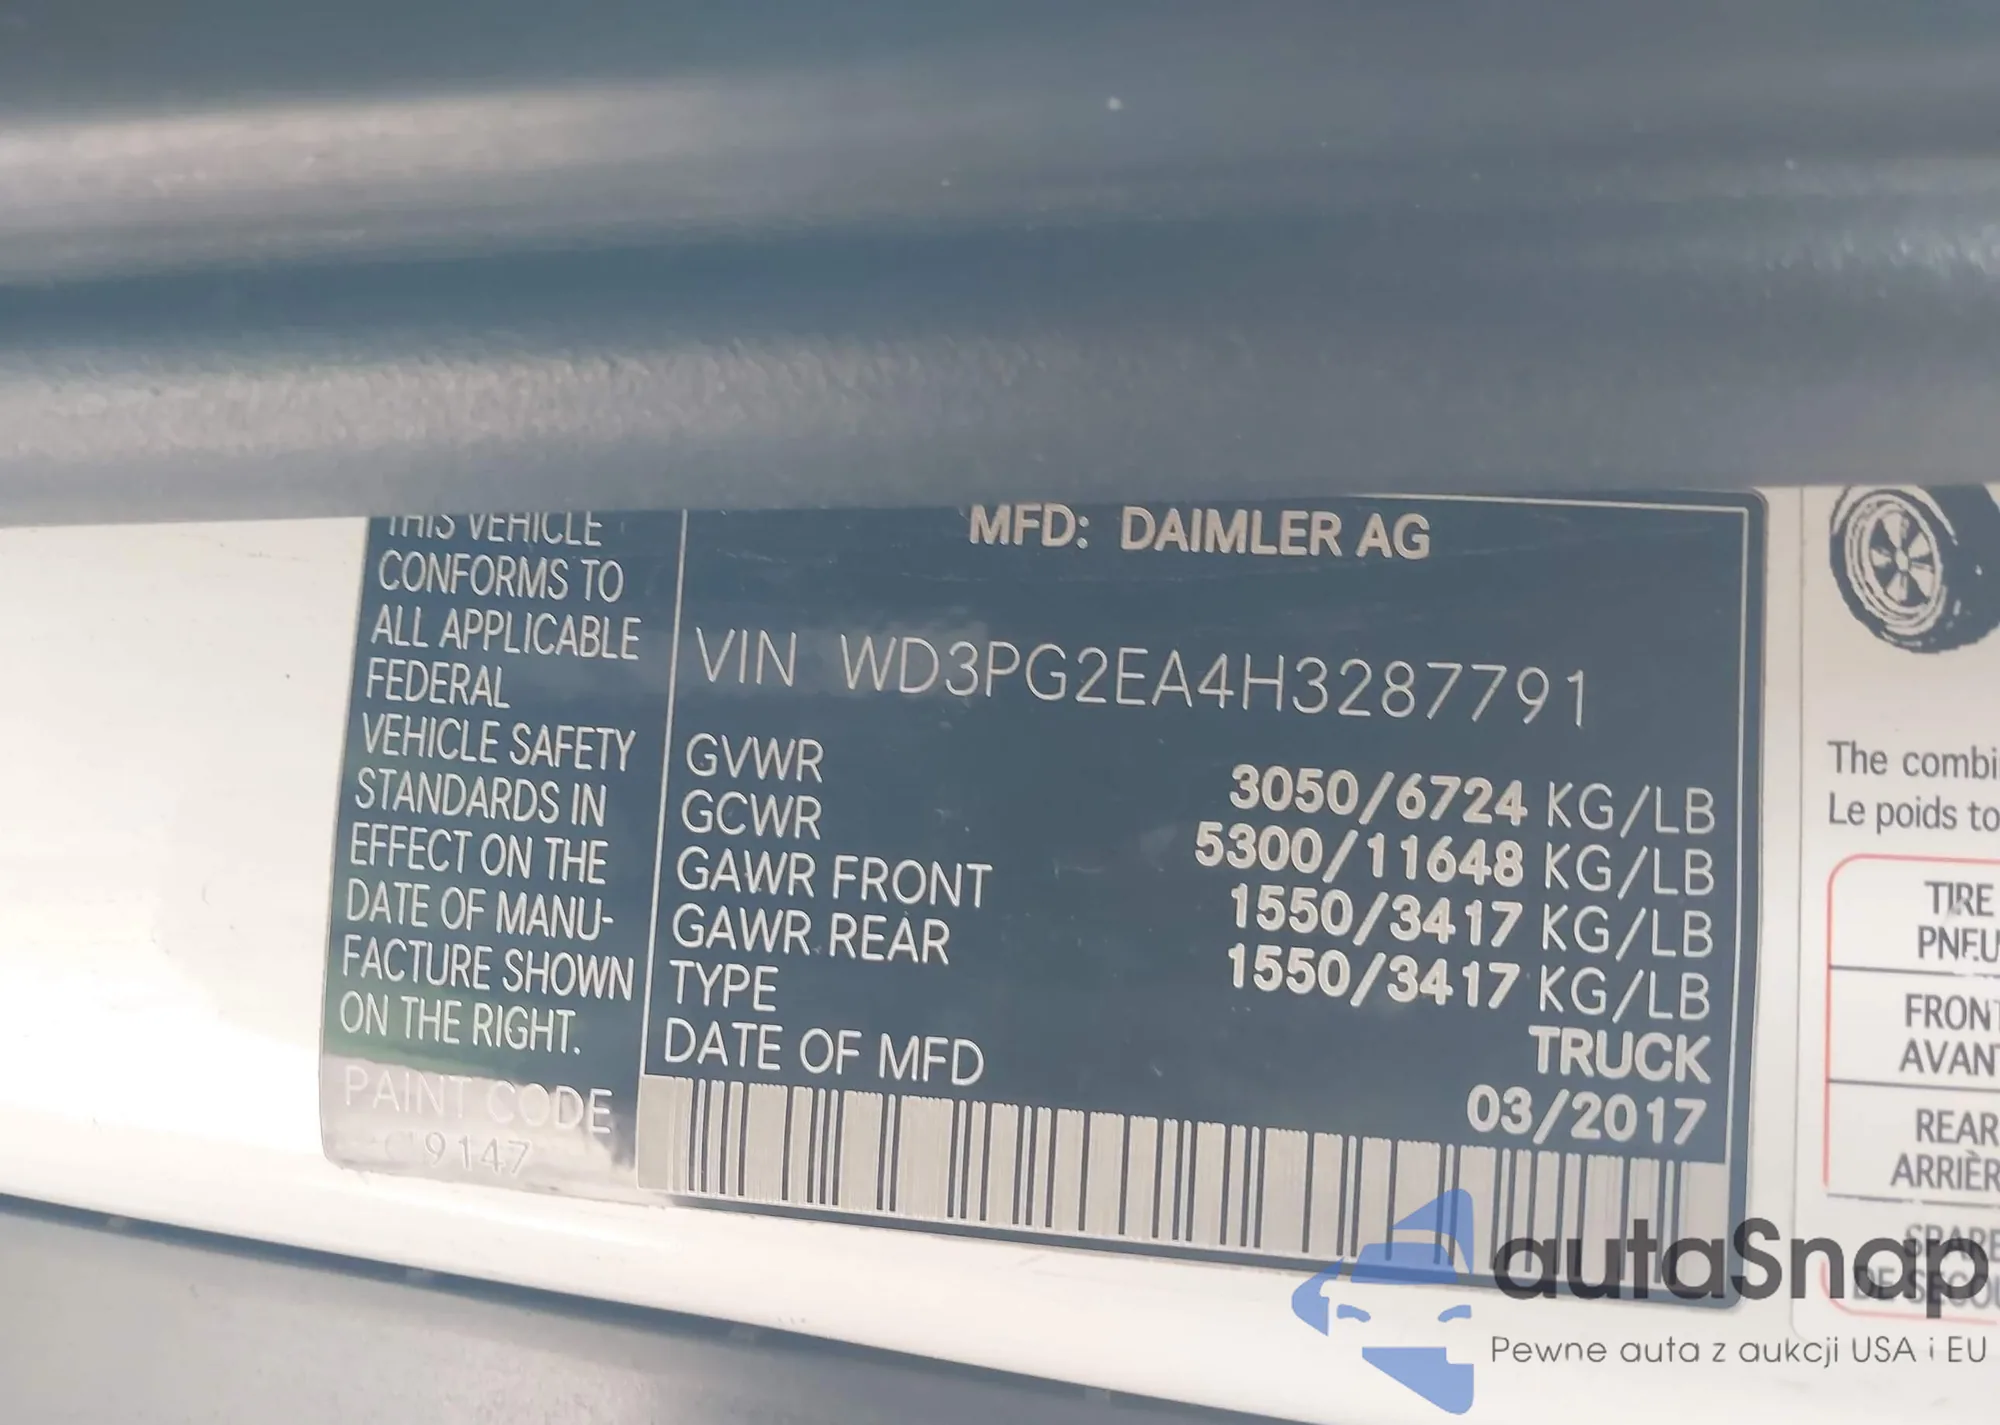 THIS VEHICLE
CONFORMS TO
ALL APPLICABLE
FEDERAL
VEHICLE SAFETY
STANDARDS IN
EFFECT ON THE
DATE OF MANU-
FACTURE SHOWN
ON THE RIGHT.
PAINT CODE
C 9147
MFD: DAIMLER AG
VIN WD3PG2EA4H3287791
GVWR 3050/6724 KG/LB
GCWR 5300/11648 KG/LB
GAWR FRONT 1550/3417 KG/LB
GAWR REAR 1550/3417 KG/LB
TYPE TRUCK
DATE OF MFD 03/2017
The combi
Le poids to
TIRE
PNEU
FRONT
AVANT
REAR
ARRIÈR
SPARE
DE SECOU
autaSnap
Pewne auta z aukcji USA i EU